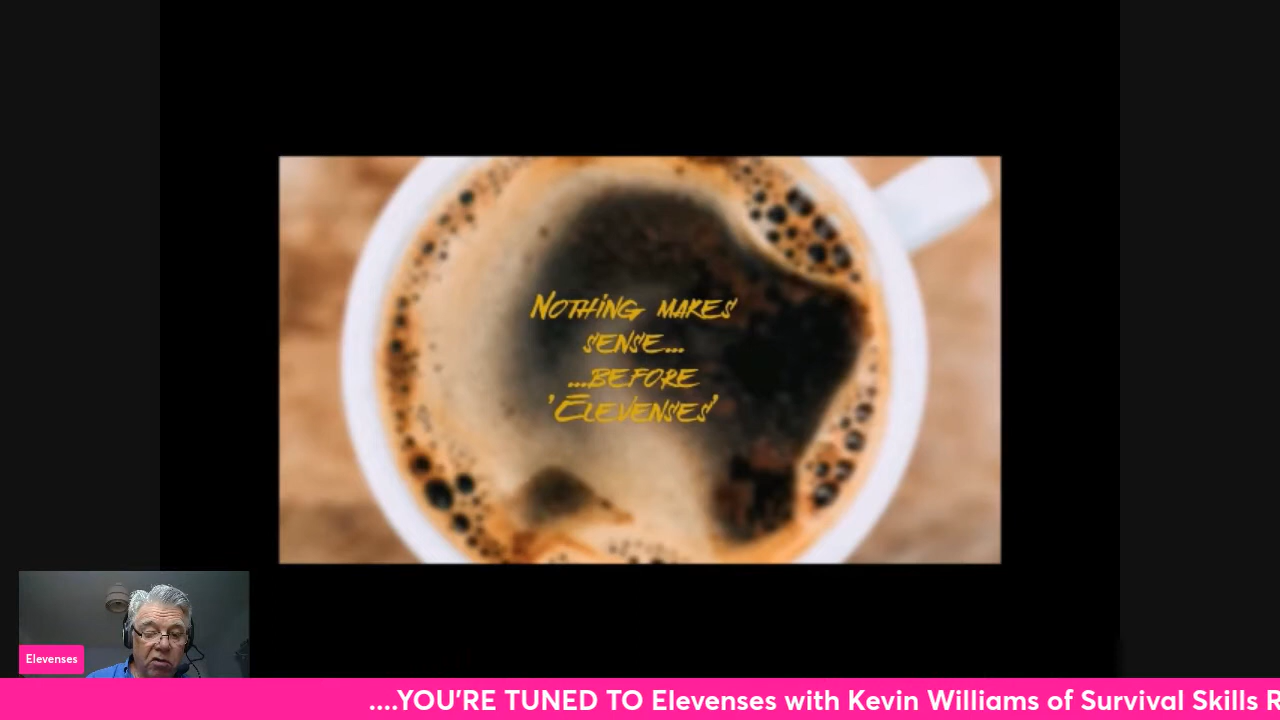 Nothing makes
sense...
...before
'Elevenses'
Elevenses
....YOU'RE TUNED TO Elevenses with Kevin Williams of Survival Skills R